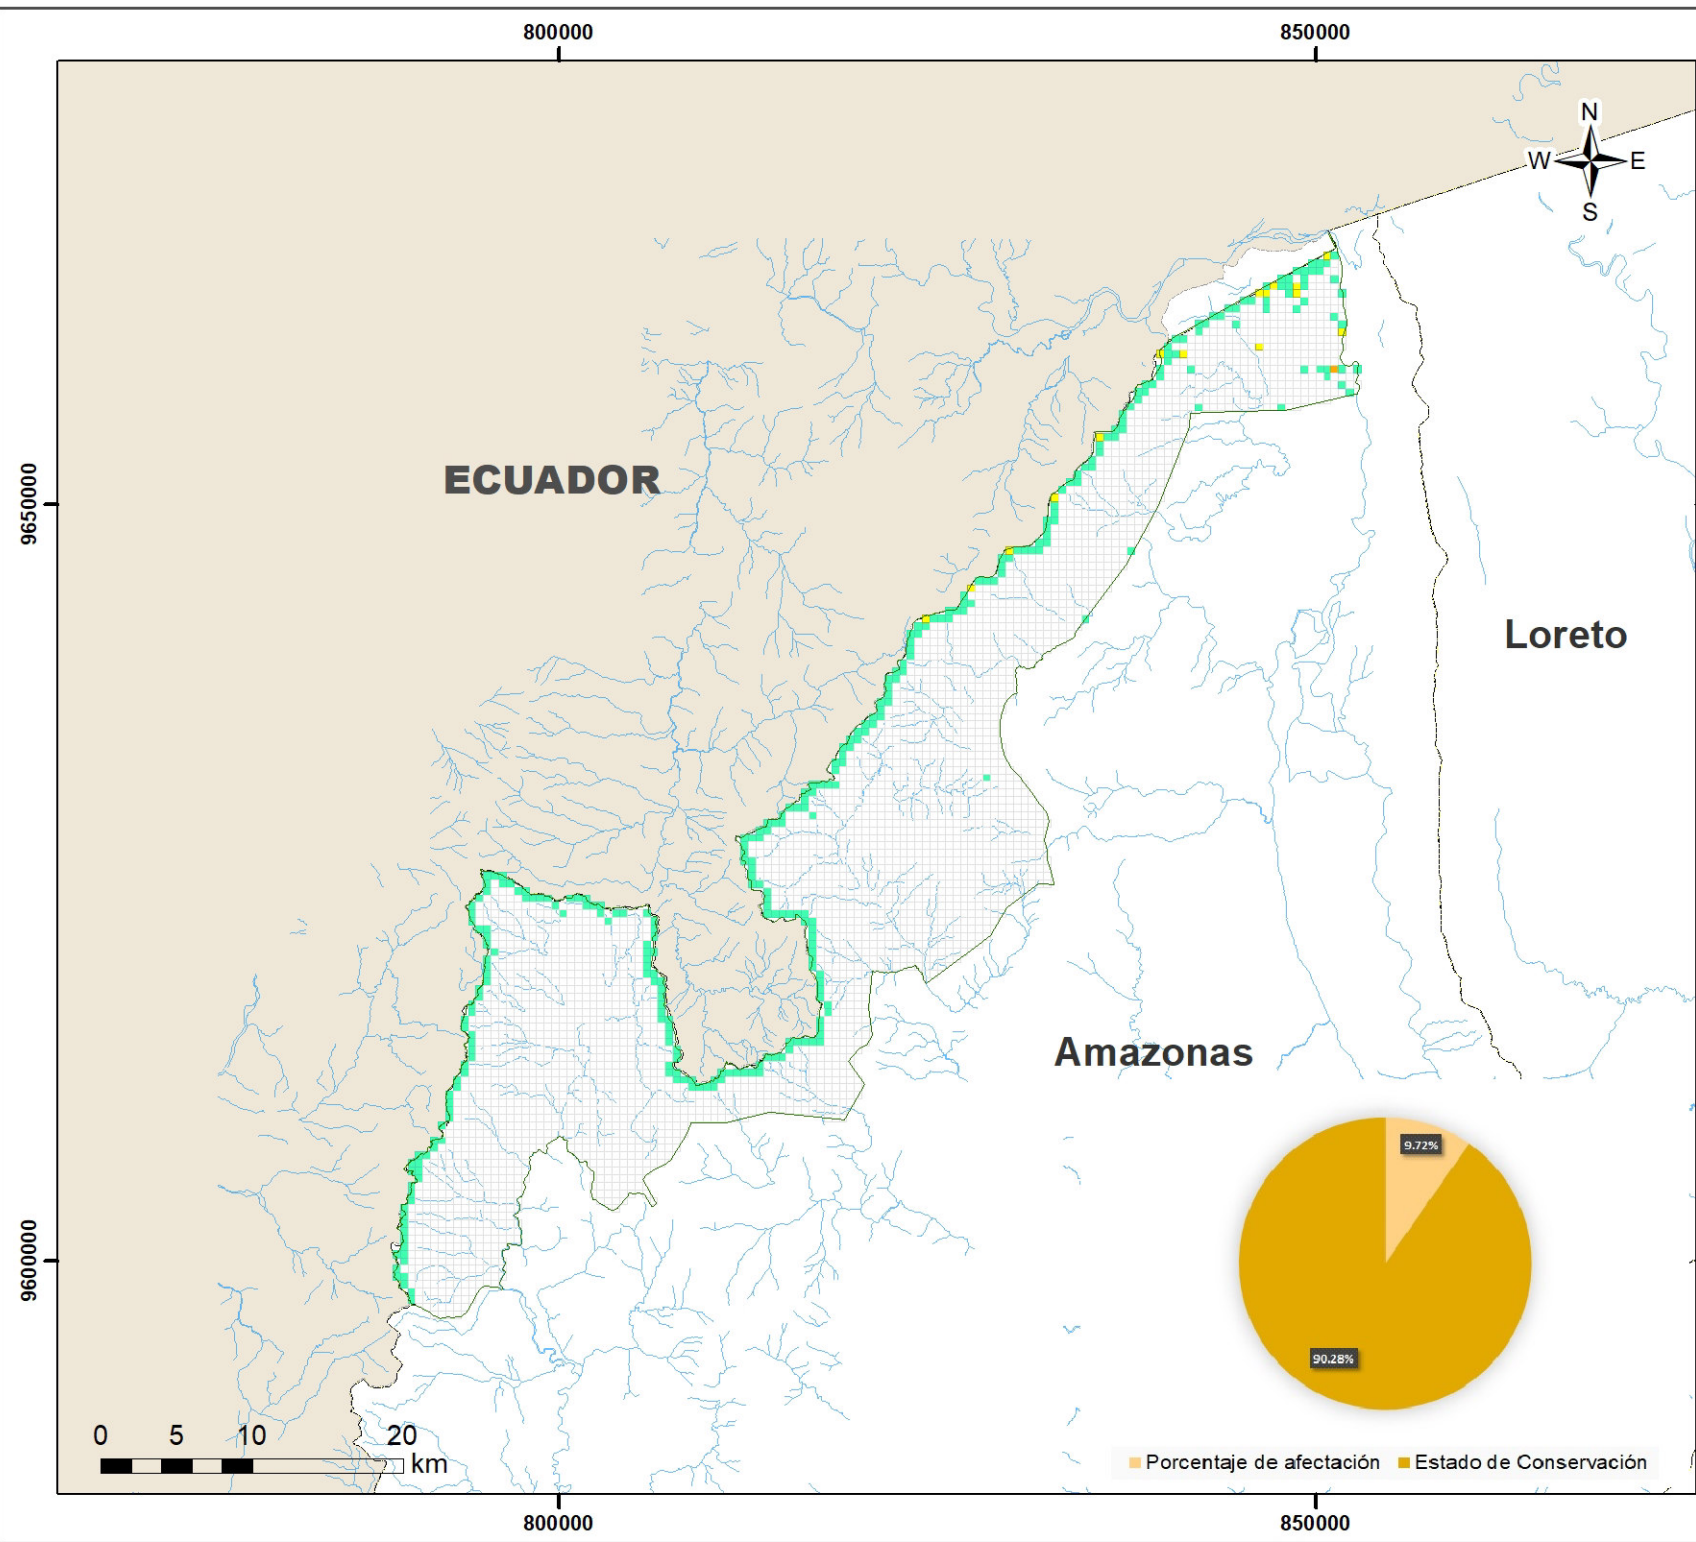 800000
850000
N
W
E
S
ECUADOR
9650000
Loreto
Amazonas
9.72%
90.28%
9600000
0
5
10
20
km
Porcentaje de afectación
Estado de Conservación
800000
850000